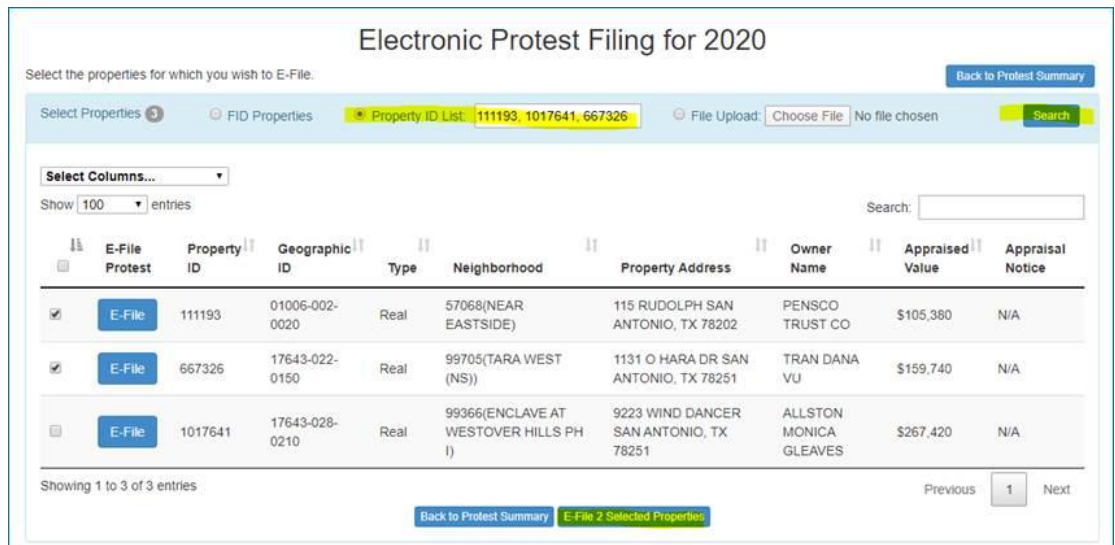 Electronic Protest Filing for 2020
Select the properties for which you wish to E-File.
Back to Protest Summary
Select Properties 3 FID Properties Property ID List: 111193, 1017641, 667326 File Upload: Choose File No file chosen Search
Select Columns...
Show 100 entries
Search:
E-File Protest Property ID Geographic ID Type Neighborhood Property Address Owner Name Appraised Value Appraisal Notice
E-File 111193 01006-002-0020 Real 57068(NEAR EASTSIDE) 115 RUDOLPH SAN ANTONIO, TX 78202 PENSCO TRUST CO $105,380 N/A
E-File 667326 17643-022-0150 Real 99705(TARA WEST (NS)) 1131 O HARA DR SAN ANTONIO, TX 78251 TRAN DANA VU $159,740 N/A
E-File 1017641 17643-028-0210 Real 99366(ENCLAVE AT WESTOVER HILLS PH I) 9223 WIND DANCER SAN ANTONIO, TX 78251 ALLSTON MONICA GLEAVES $267,420 N/A
Showing 1 to 3 of 3 entries
Previous 1 Next
Back to Protest Summary E-File 2 Selected Properties